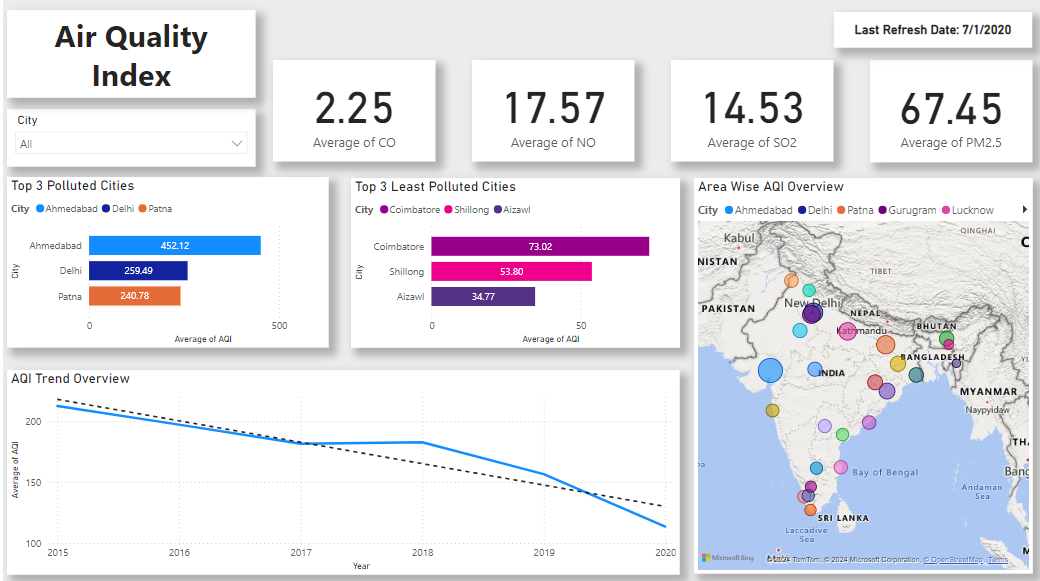 Air Quality
Index
Last Refresh Date: 7/1/2020
City
All
2.25
Average of CO
17.57
Average of NO
14.53
Average of SO2
67.45
Average of PM2.5
Top 3 Polluted Cities
City Ahmedabad Delhi Patna
City
Ahmedabad 452.12
Delhi 259.49
Patna 240.78
0 500
Average of AQI
Top 3 Least Polluted Cities
City Coimbatore Shillong Aizawl
City
Coimbatore 73.02
Shillong 53.80
Aizawl 34.77
0 50
Average of AQI
Area Wise AQI Overview
City Ahmedabad Delhi Patna Gurugram Lucknow
QINGHAI
Kabul
NISTAN
TIBET
PAKISTAN
New Delhi
NEPAL
Kathmandu
BHUTAN
BANGLADESH
INDIA
MYANMAR
Naypyidaw
THA
Bang
Bay of Bengal
Andaman
Sea
SRI LANKA
Laccadive
Sea
Microsoft Bing
© 2024 TomTom, © 2024 Microsoft Corporation, © OpenStreetMap Terms
AQI Trend Overview
Average of AQI
200
150
100
2015 2016 2017 2018 2019 2020
Year